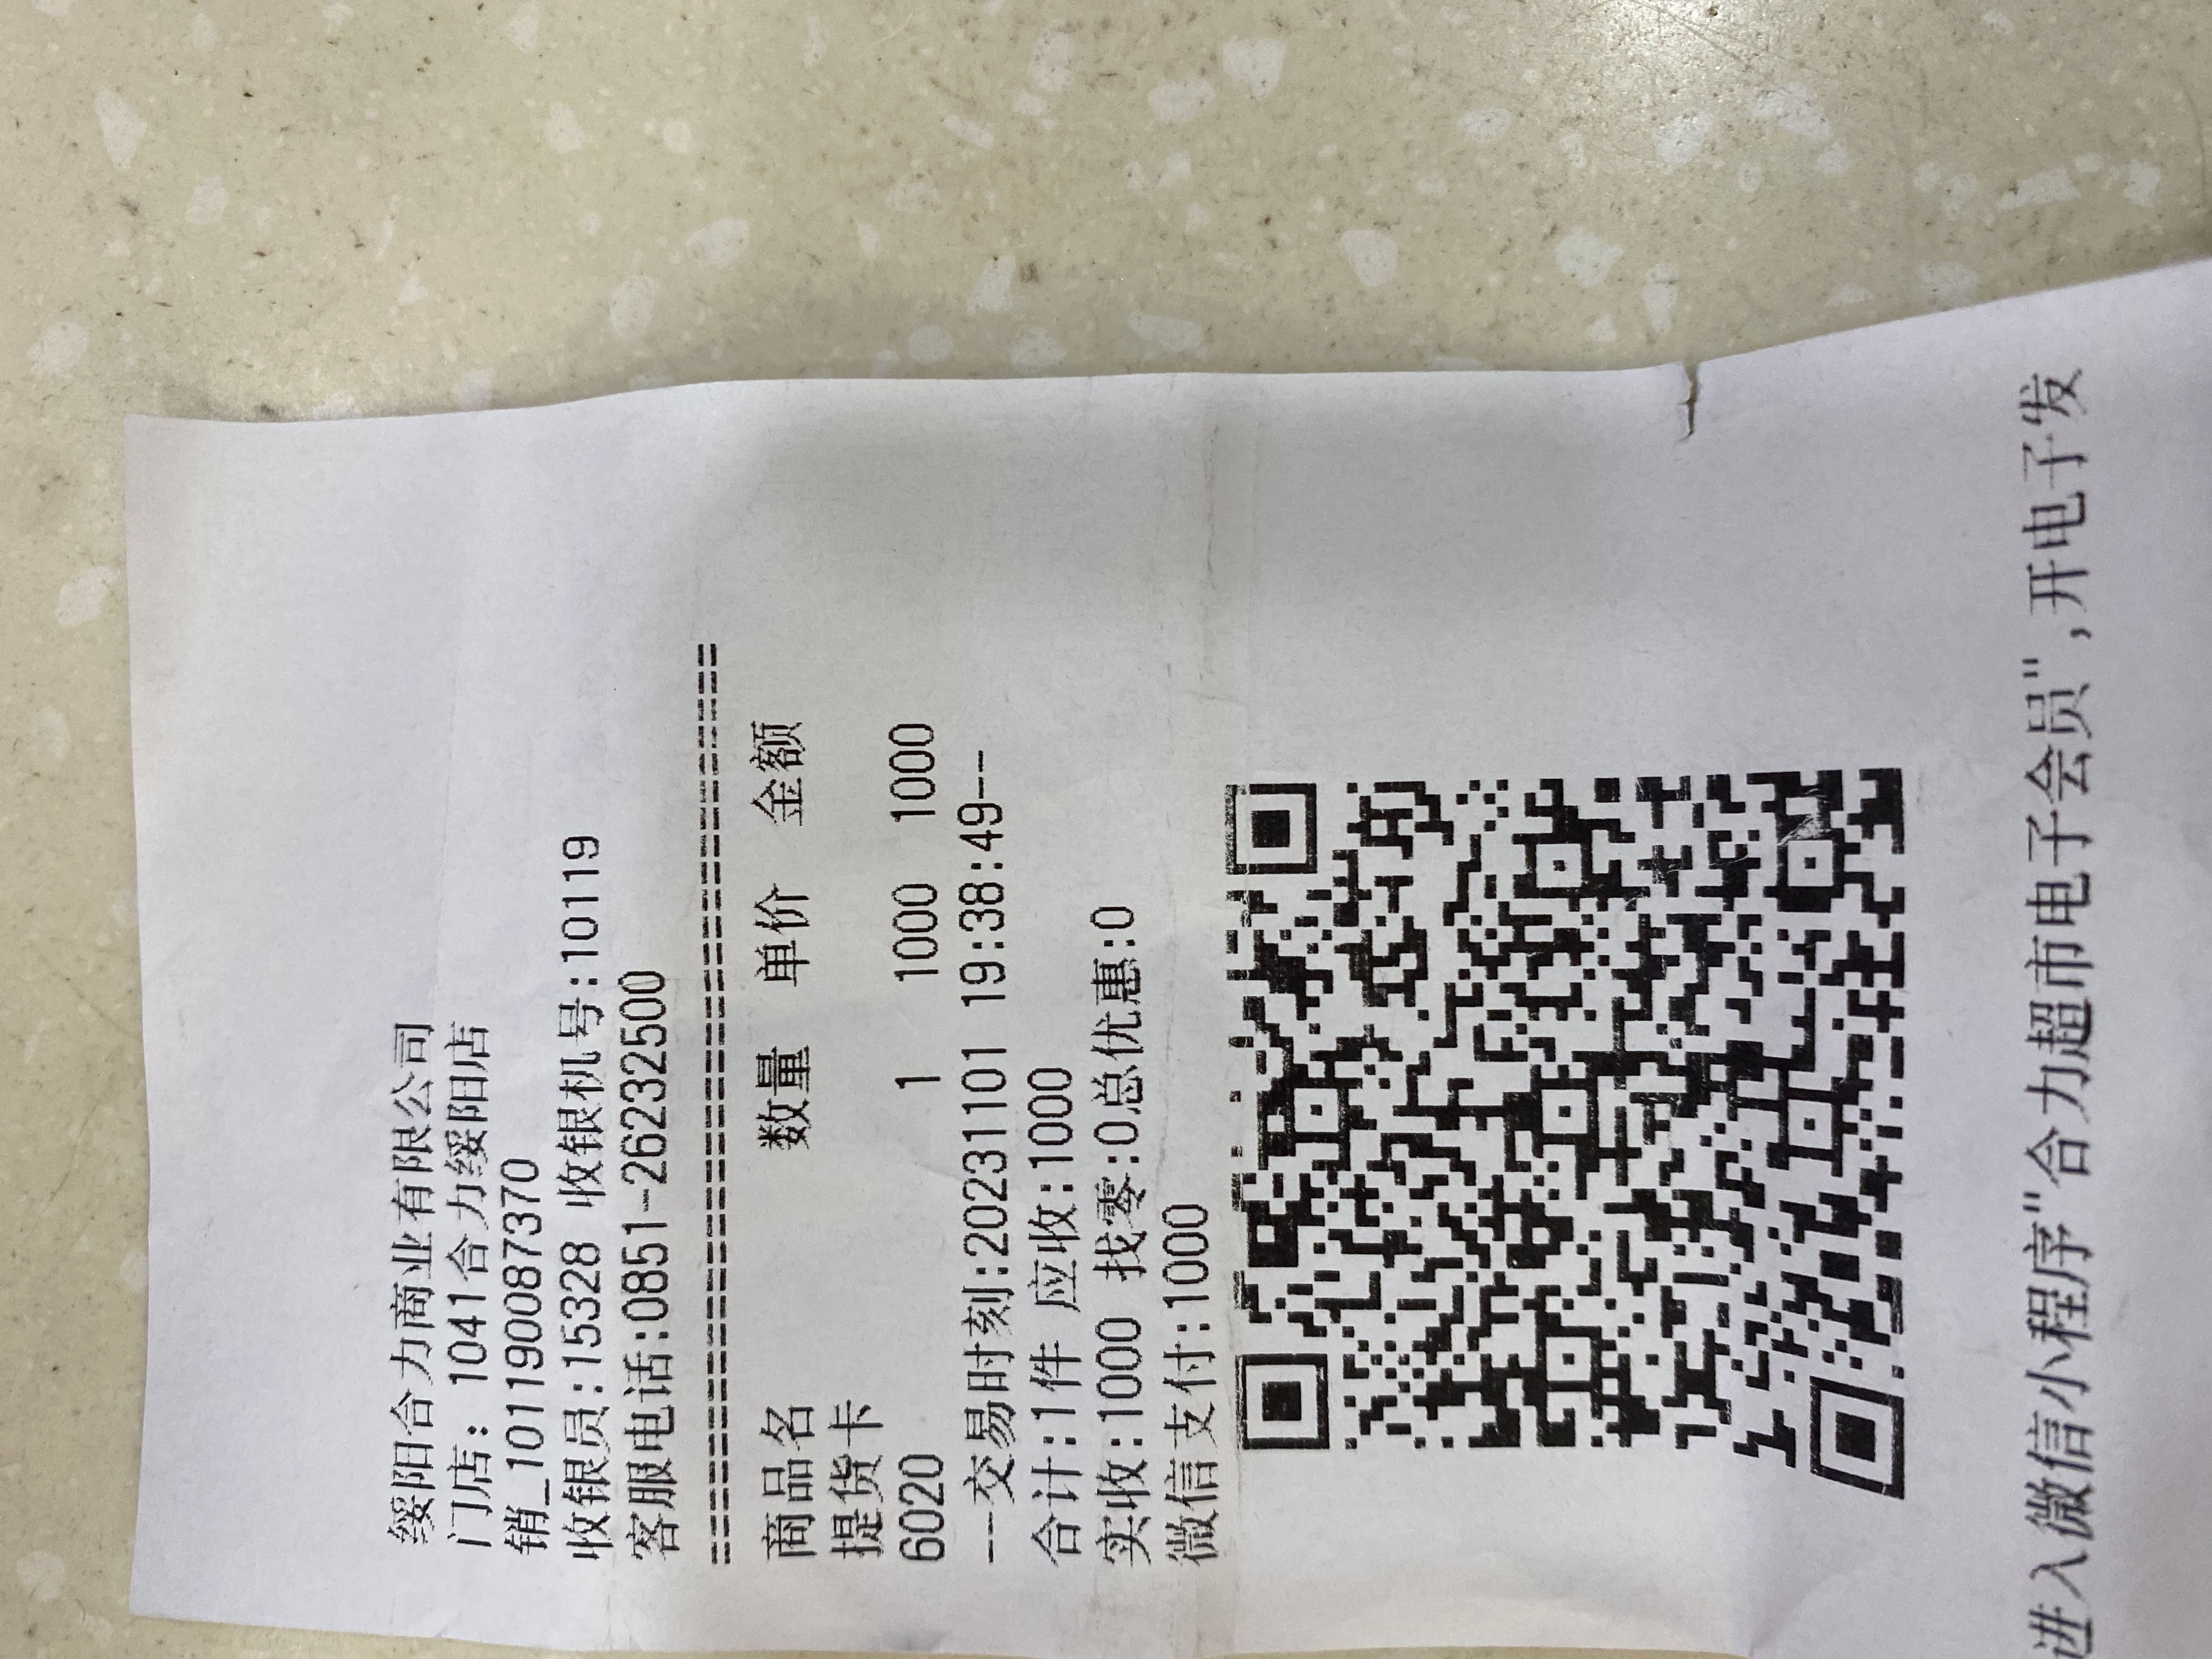 绥阳合力商业有限公司
门店: 1041合力绥阳店
销_1011900087370
收银员:15328 收银机号:10119
客服电话:0851-26232500
================================
商品名 数量 单价 金额
提货卡
6020 1 1000 1000
--交易时刻:20231101 19:38:49--
合计:1件 应收:1000
实收:1000 找零:0总优惠:0
微信支付:1000
进入微信小程序"合力超市电子会员",开电子发